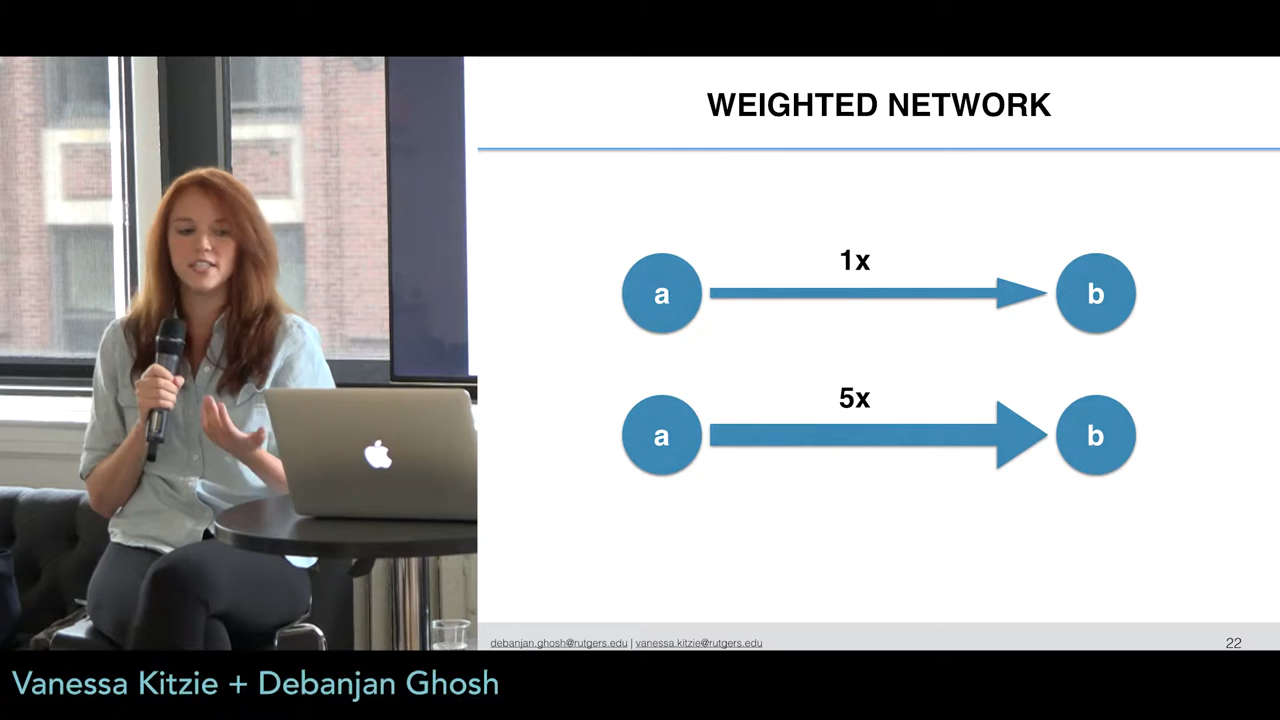 WEIGHTED NETWORK
1x
a
b
5x
a
b
debanjan.ghosh@rutgers.edu | vanessa.kitzie@rutgers.edu
22
Vanessa Kitzie + Debanjan Ghosh